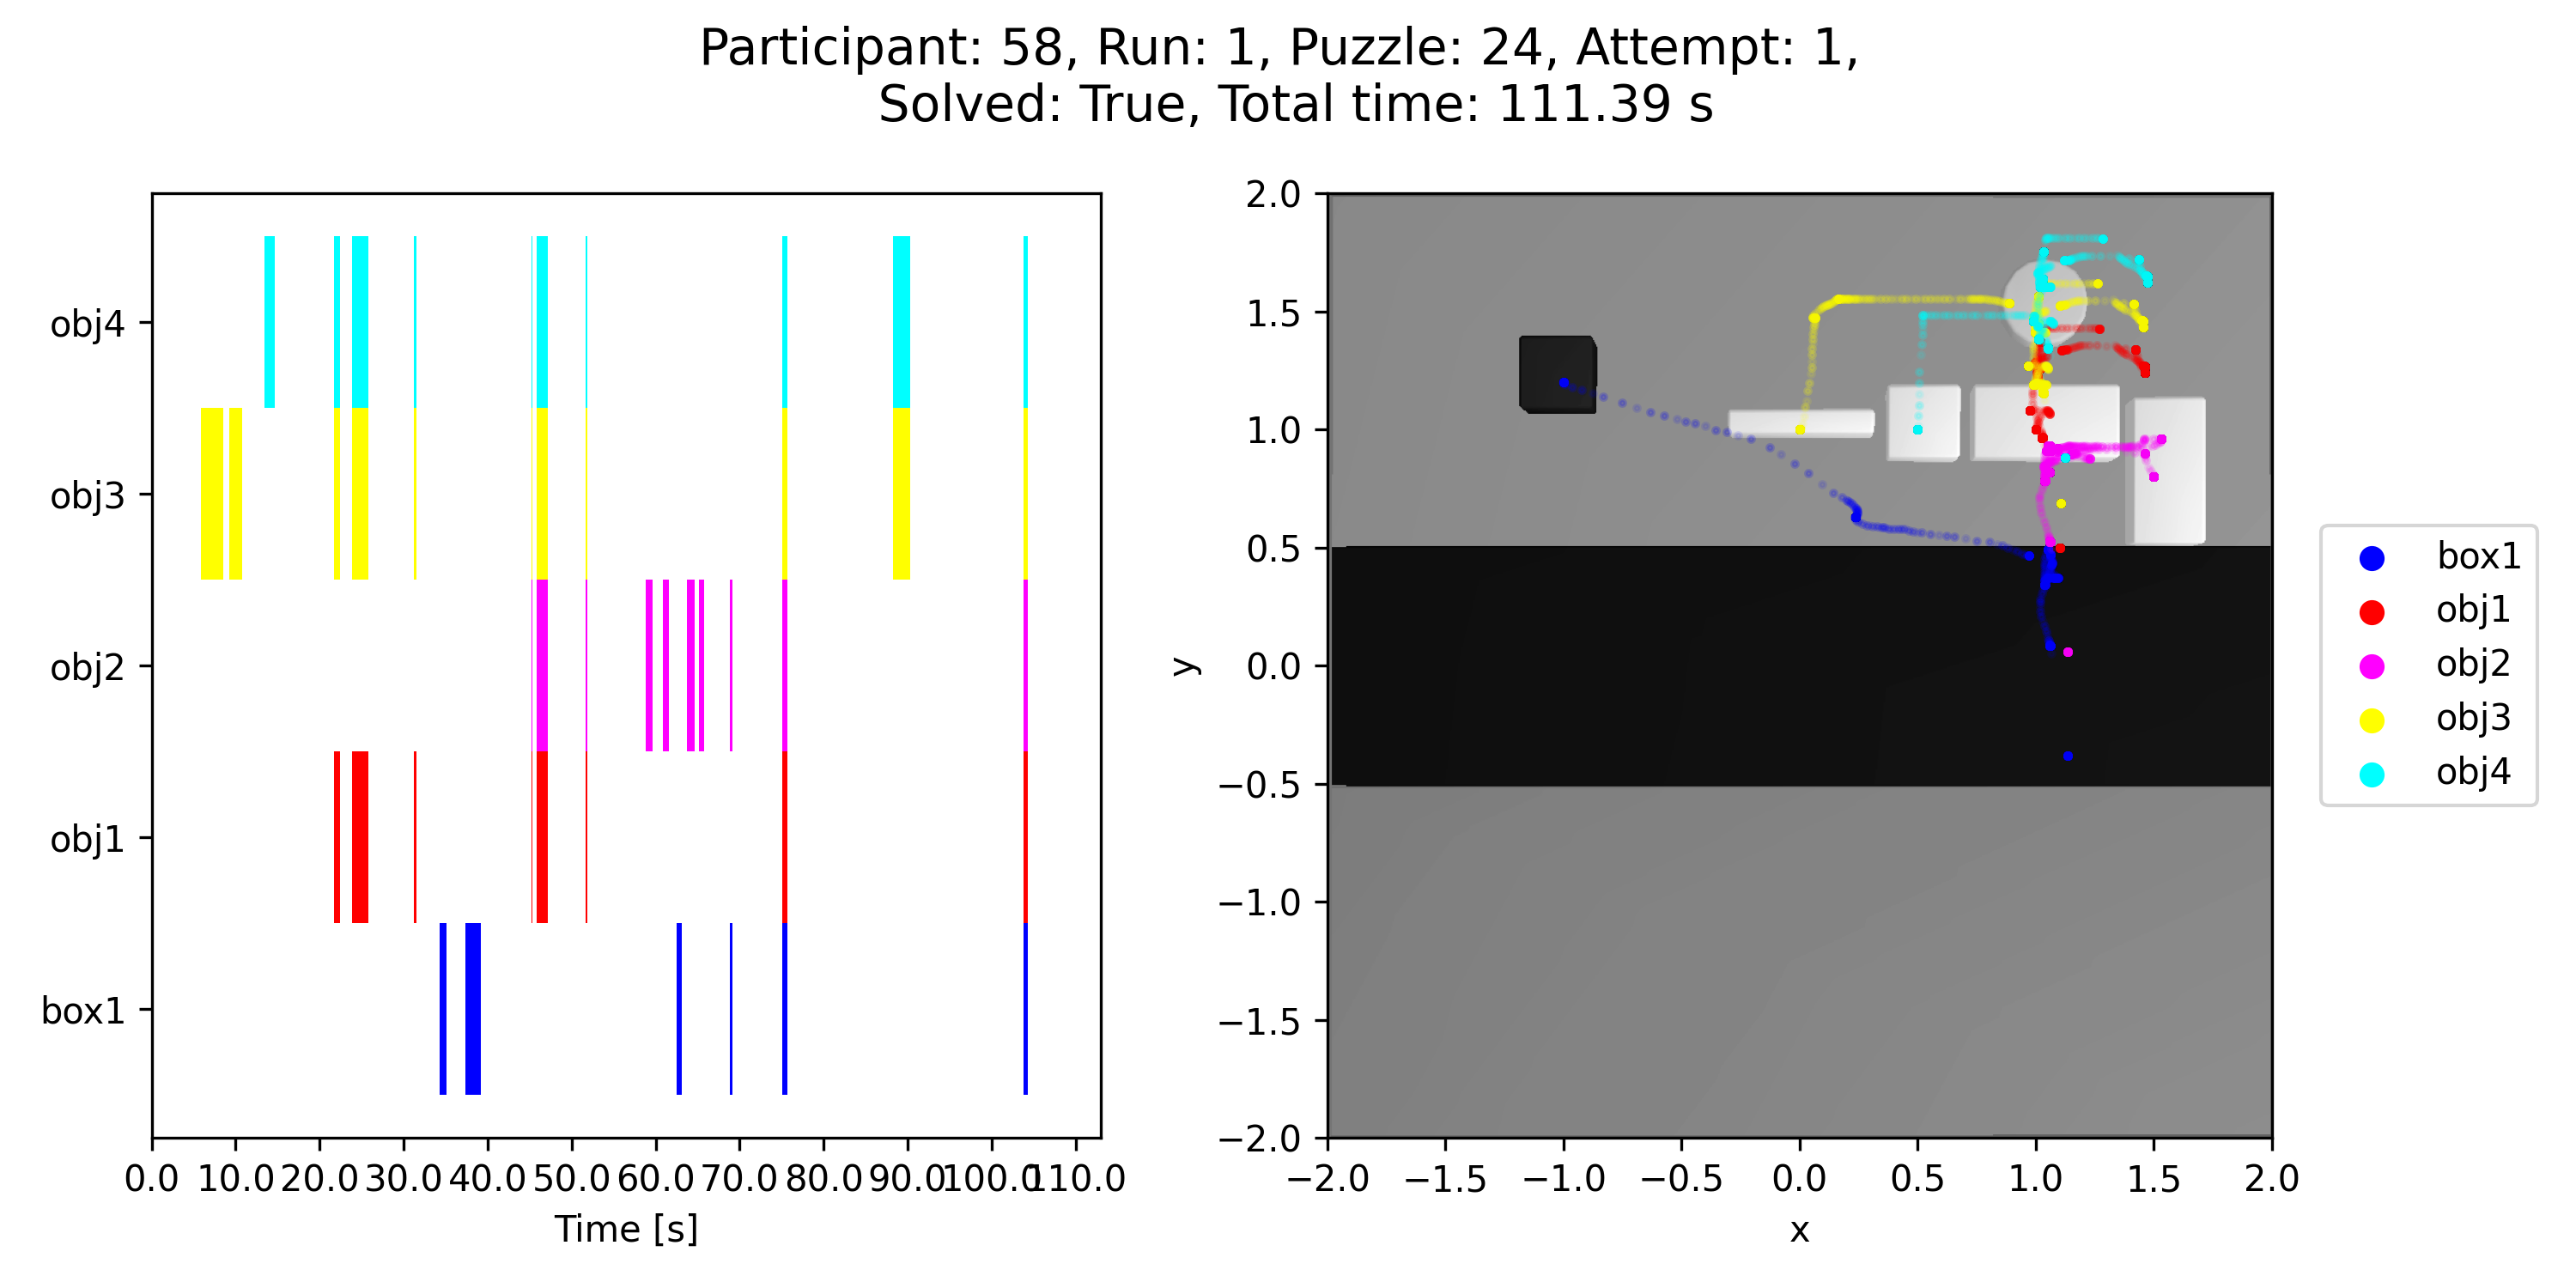 Participant: 58, Run: 1, Puzzle: 24, Attempt: 1,
Solved: True, Total time: 111.39 s
obj4
obj3
obj2
obj1
box1
0.0 10.0 20.0 30.0 40.0 50.0 60.0 70.0 80.0 90.0 100.0 110.0
Time [s]
2.0
1.5
1.0
0.5
0.0
−0.5
−1.0
−1.5
−2.0
y
−2.0 −1.5 −1.0 −0.5 0.0 0.5 1.0 1.5 2.0
x
box1
obj1
obj2
obj3
obj4